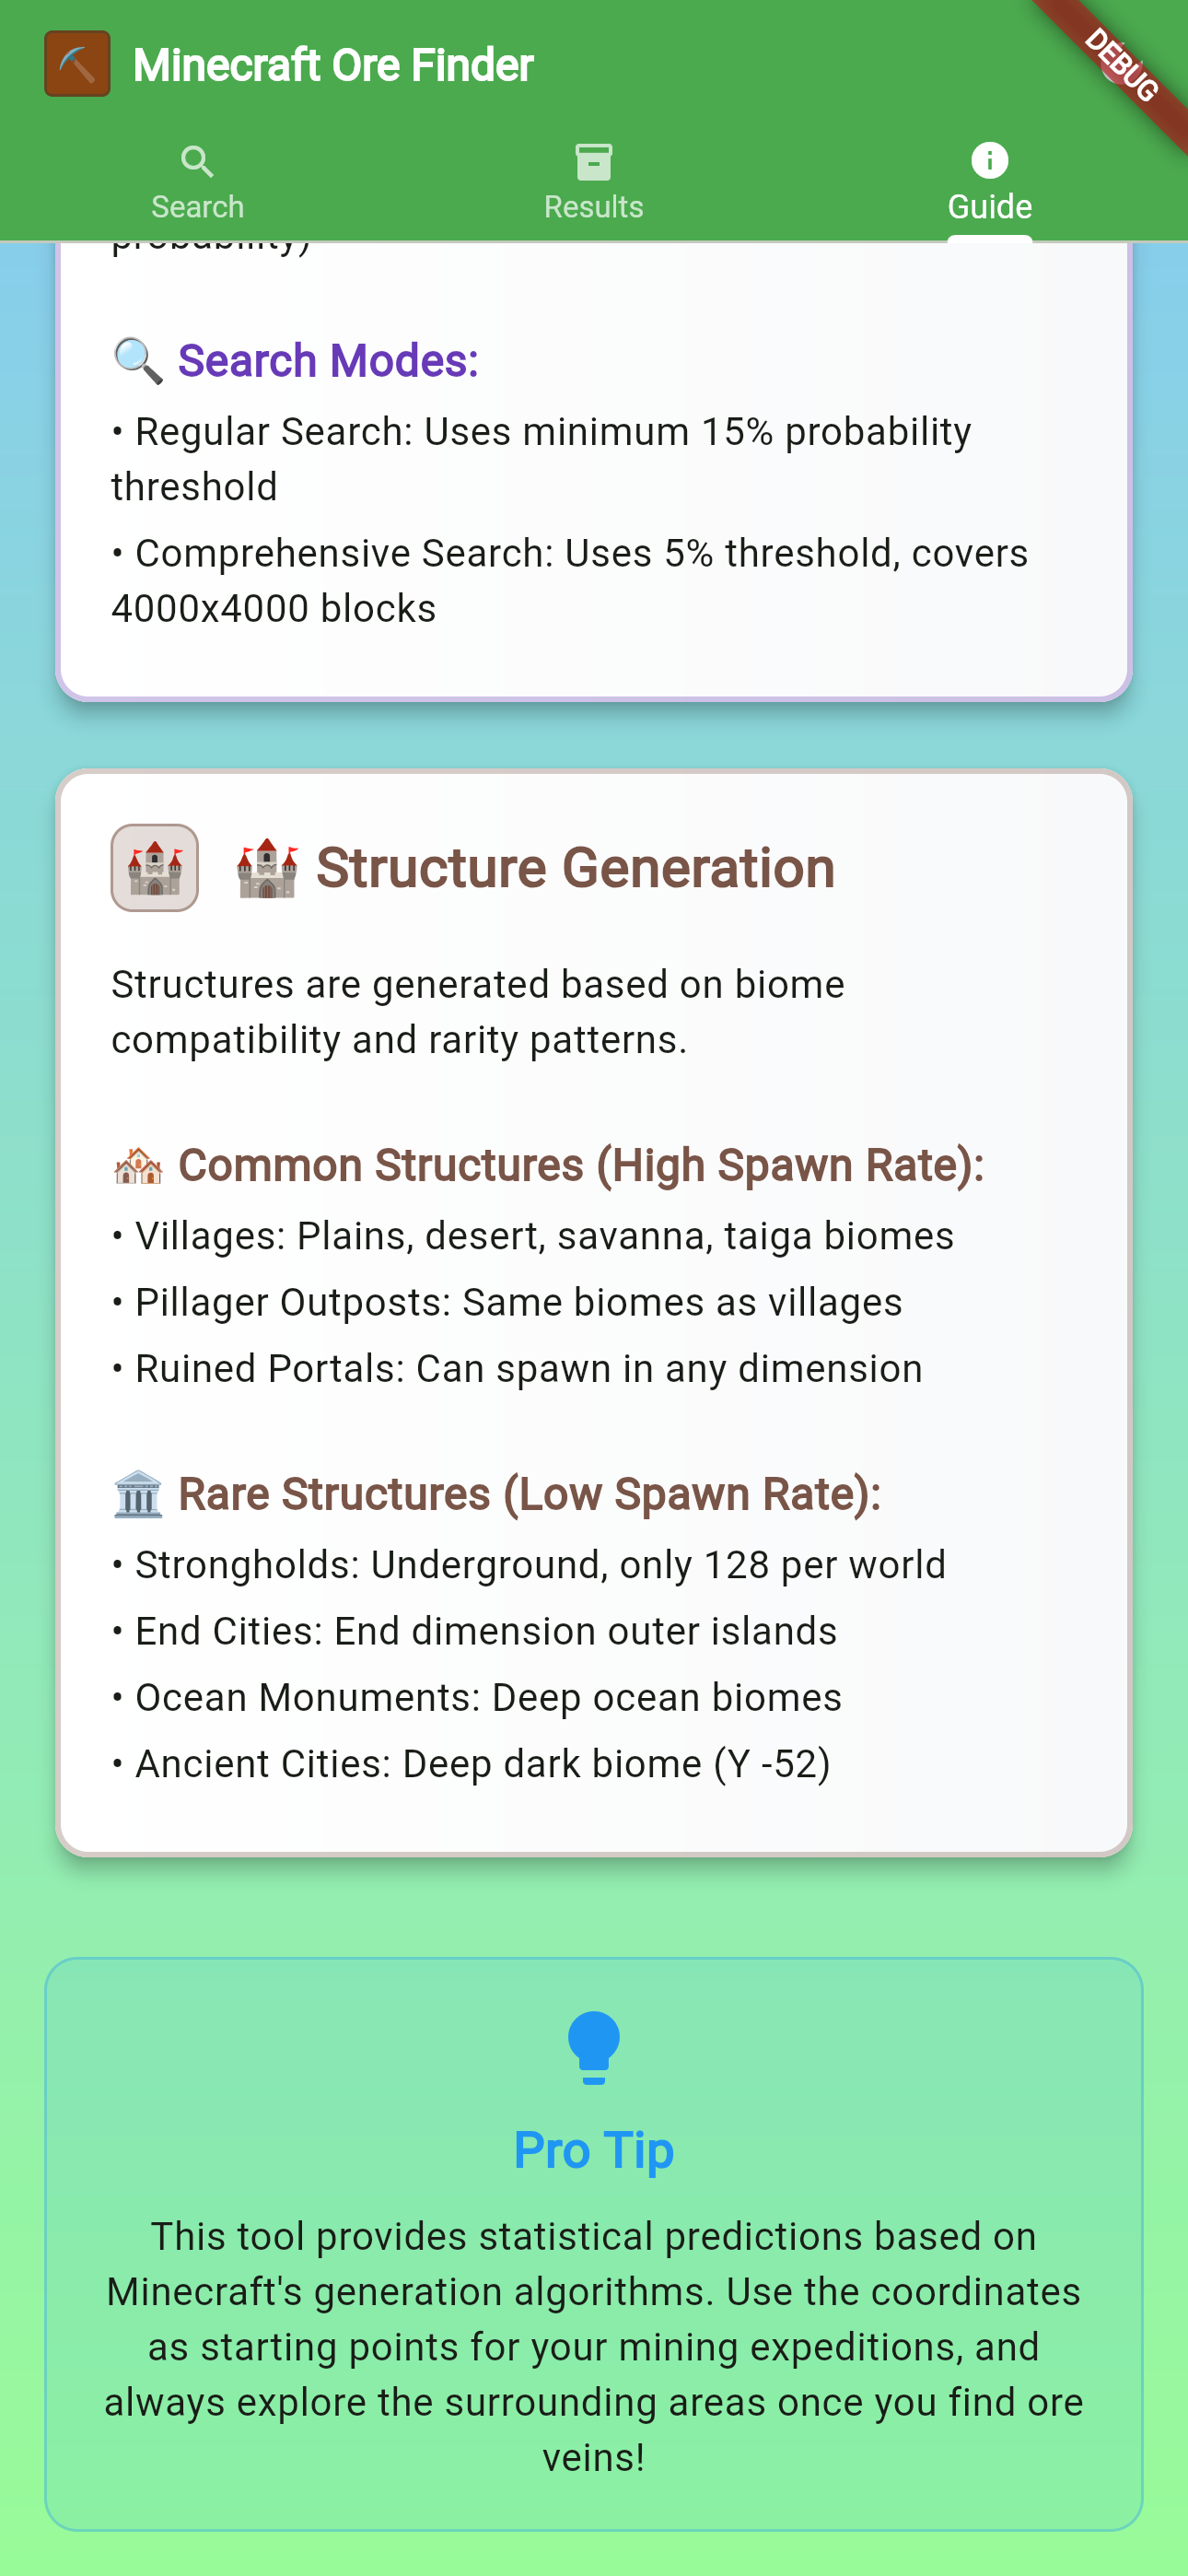 Minecraft Ore Finder
DEBUG
Search
Results
Guide
probability)
🔍 Search Modes:
• Regular Search: Uses minimum 15% probability
threshold
• Comprehensive Search: Uses 5% threshold, covers
4000x4000 blocks
🏰 🏰 Structure Generation
Structures are generated based on biome
compatibility and rarity patterns.
🏘️ Common Structures (High Spawn Rate):
• Villages: Plains, desert, savanna, taiga biomes
• Pillager Outposts: Same biomes as villages
• Ruined Portals: Can spawn in any dimension
🏛️ Rare Structures (Low Spawn Rate):
• Strongholds: Underground, only 128 per world
• End Cities: End dimension outer islands
• Ocean Monuments: Deep ocean biomes
• Ancient Cities: Deep dark biome (Y -52)
Pro Tip
This tool provides statistical predictions based on
Minecraft's generation algorithms. Use the coordinates
as starting points for your mining expeditions, and
always explore the surrounding areas once you find ore
veins!